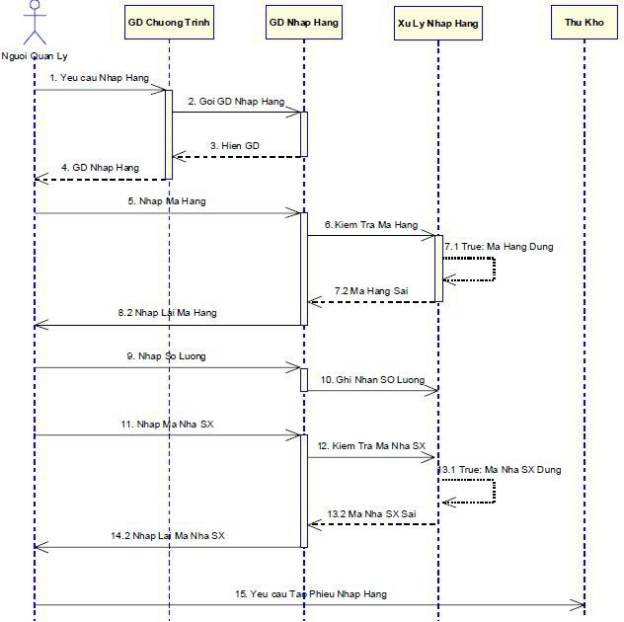 GD Chuong Trinh
GD Nhap Hang
Xu Ly Nhap Hang
Thu Kho
Nguoi Quan Ly
1. Yeu cau Nhap Hang
2. Goi GD Nhap Hang
3. Hien GD
4. GD Nhap Hang
5. Nhap Ma Hang
6.Kiem Tra Ma Hang
7.1 True: Ma Hang Dung
7.2 Ma Hang Sai
8.2 Nhap Lai Ma Hang
9. Nhap So Luong
10. Ghi Nhan SO Luong
11. Nhap Ma Nha SX
12. Kiem Tra Ma Nha SX
13.1 True: Ma Nha SX Dung
13.2 Ma Nha SX Sai
14.2 Nhap Lai Ma Nha SX
15. Yeu cau Tao Phieu Nhap Hang